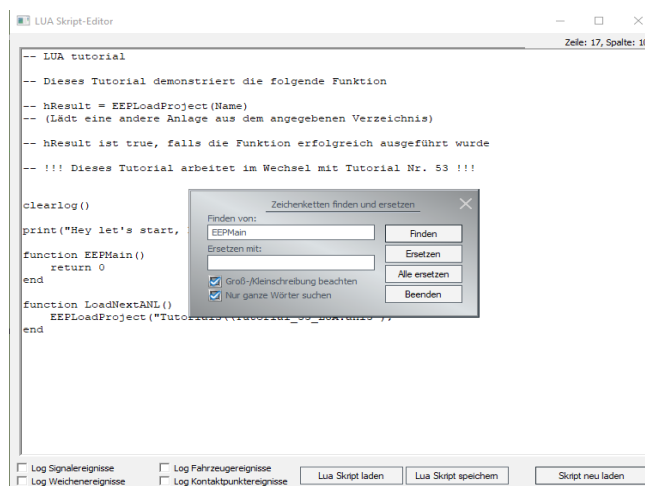 LUA Skript-Editor
Zeile: 17, Spalte: 10
-- LUA tutorial
-- Dieses Tutorial demonstriert die folgende Funktion
-- hResult = EEPLoadProject(Name)
-- (Lädt eine andere Anlage aus dem angegebenen Verzeichnis)
-- hResult ist true, falls die Funktion erfolgreich ausgeführt wurde
-- !!! Dieses Tutorial arbeitet im Wechsel mit Tutorial Nr. 53 !!!
clearlog()
print("Hey let's start,
function EEPMain()
return 0
end
function LoadNextANL()
EEPLoadProject("Tutorials\
end
Zeichenketten finden und ersetzen
Finden von:
EEPMain
Finden
Ersetzen mit:
Ersetzen
Alle ersetzen
Groß-/Kleinschreibung beachten
Nur ganze Wörter suchen
Beenden
Log Signalereignisse
Log Fahrzeugereignisse
Log Weichenereignisse
Log Kontaktpunktereignisse
Lua Skript laden
Lua Skript speichern
Skript neu laden